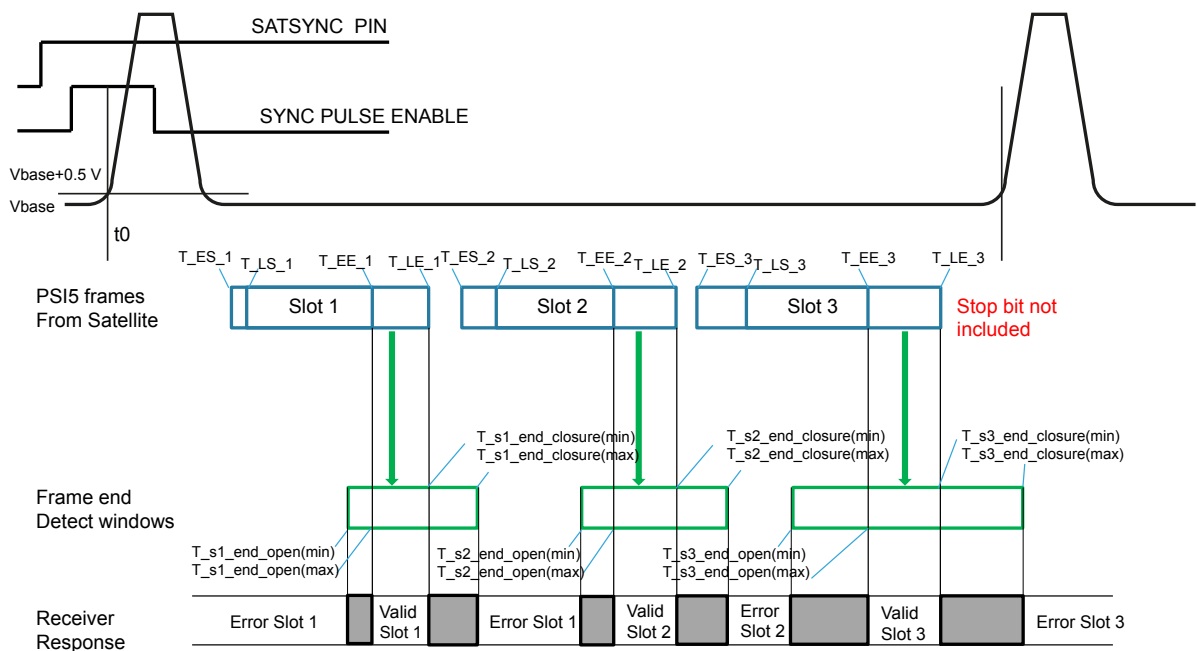 SATSYNC PIN
SYNC PULSE ENABLE
Vbase+0.5 V
Vbase
t0
T_ES_1
T_LS_1
T_EE_1
T_LE_1
T_ES_2
T_LS_2
T_EE_2
T_LE_2
T_ES_3
T_LS_3
T_EE_3
T_LE_3
PSI5 frames
From Satellite
Slot 1
Slot 2
Slot 3
Stop bit not
included
T_s1_end_closure(min)
T_s1_end_closure(max)
T_s2_end_closure(min)
T_s2_end_closure(max)
T_s3_end_closure(min)
T_s3_end_closure(max)
Frame end
Detect windows
T_s1_end_open(min)
T_s1_end_open(max)
T_s2_end_open(min)
T_s2_end_open(max)
T_s3_end_open(min)
T_s3_end_open(max)
Receiver
Response
Error Slot 1
Valid
Slot 1
Error Slot 1
Valid
Slot 2
Error
Slot 2
Valid
Slot 3
Error Slot 3